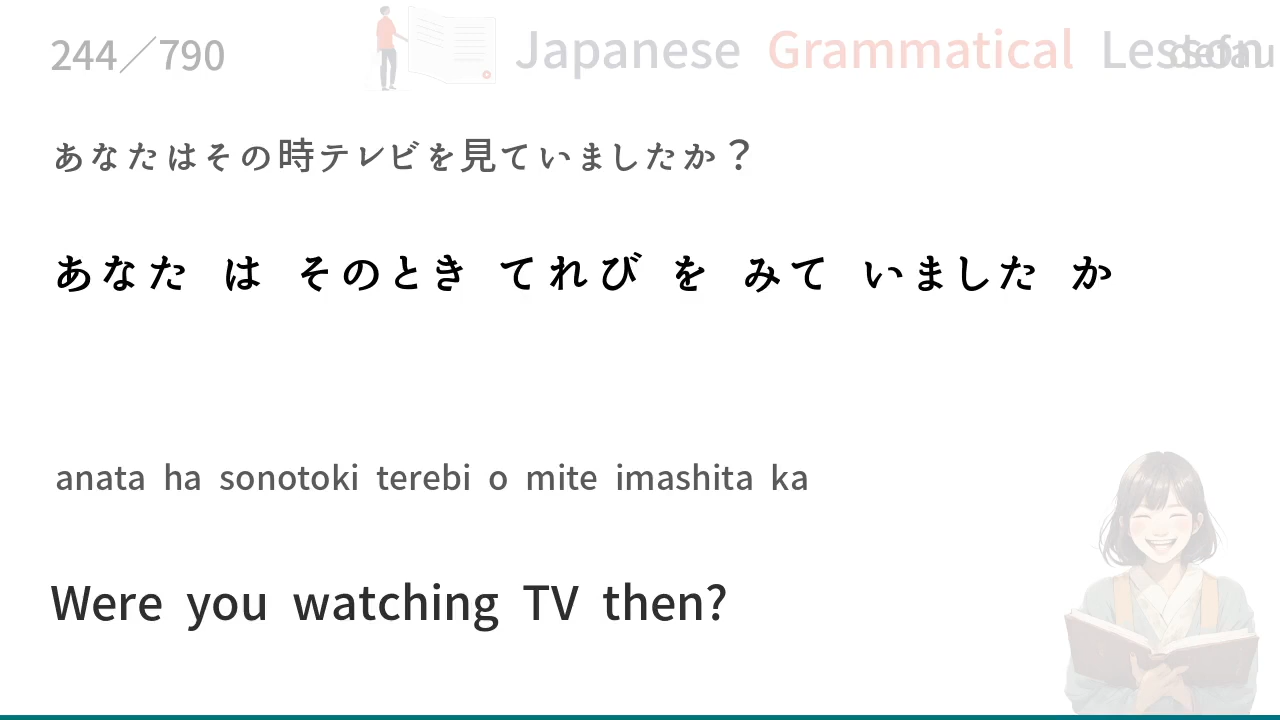 244／790
Japanese Grammatical Lesson
あなたはその時テレビを見ていましたか？
あなた は そのとき てれび を みて いました か
anata ha sonotoki terebi o mite imashita ka
Were you watching TV then?